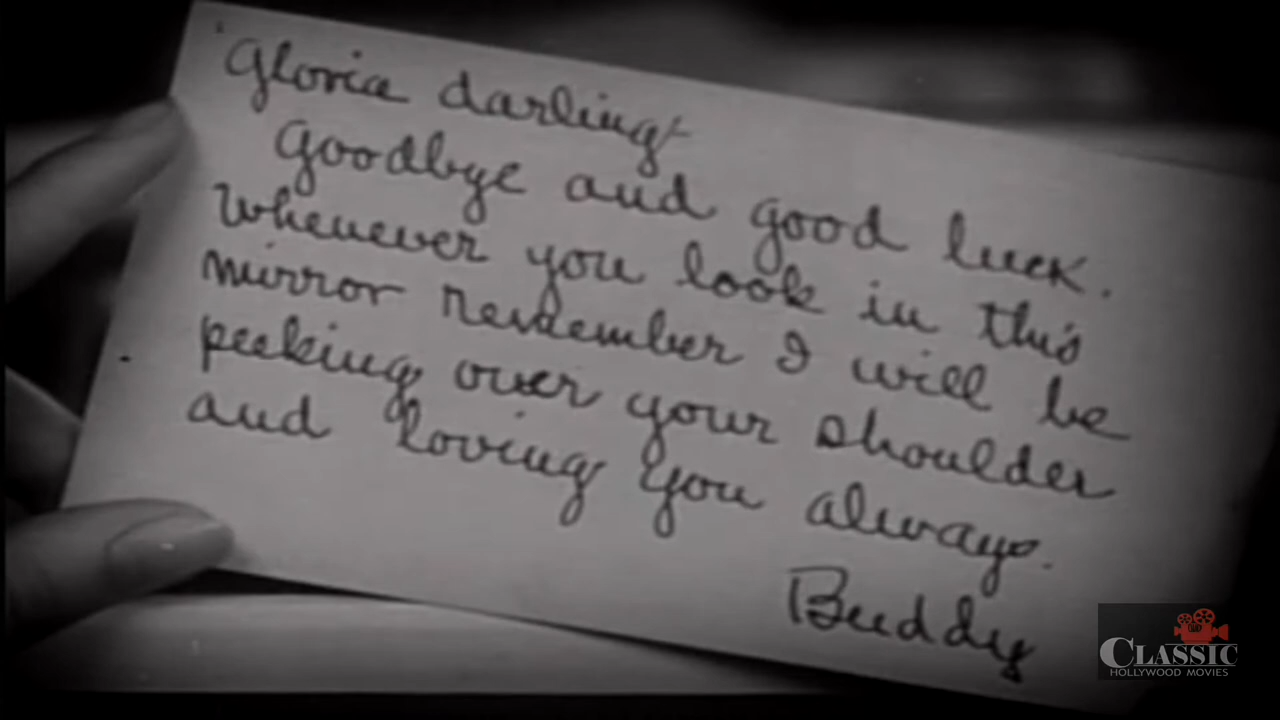 Gloria darling-
Goodbye and good luck.
Whenever you look in this
mirror remember I will be
peeking over your shoulder
and loving you always.
Buddy
CLASSIC
HOLLYWOOD MOVIES